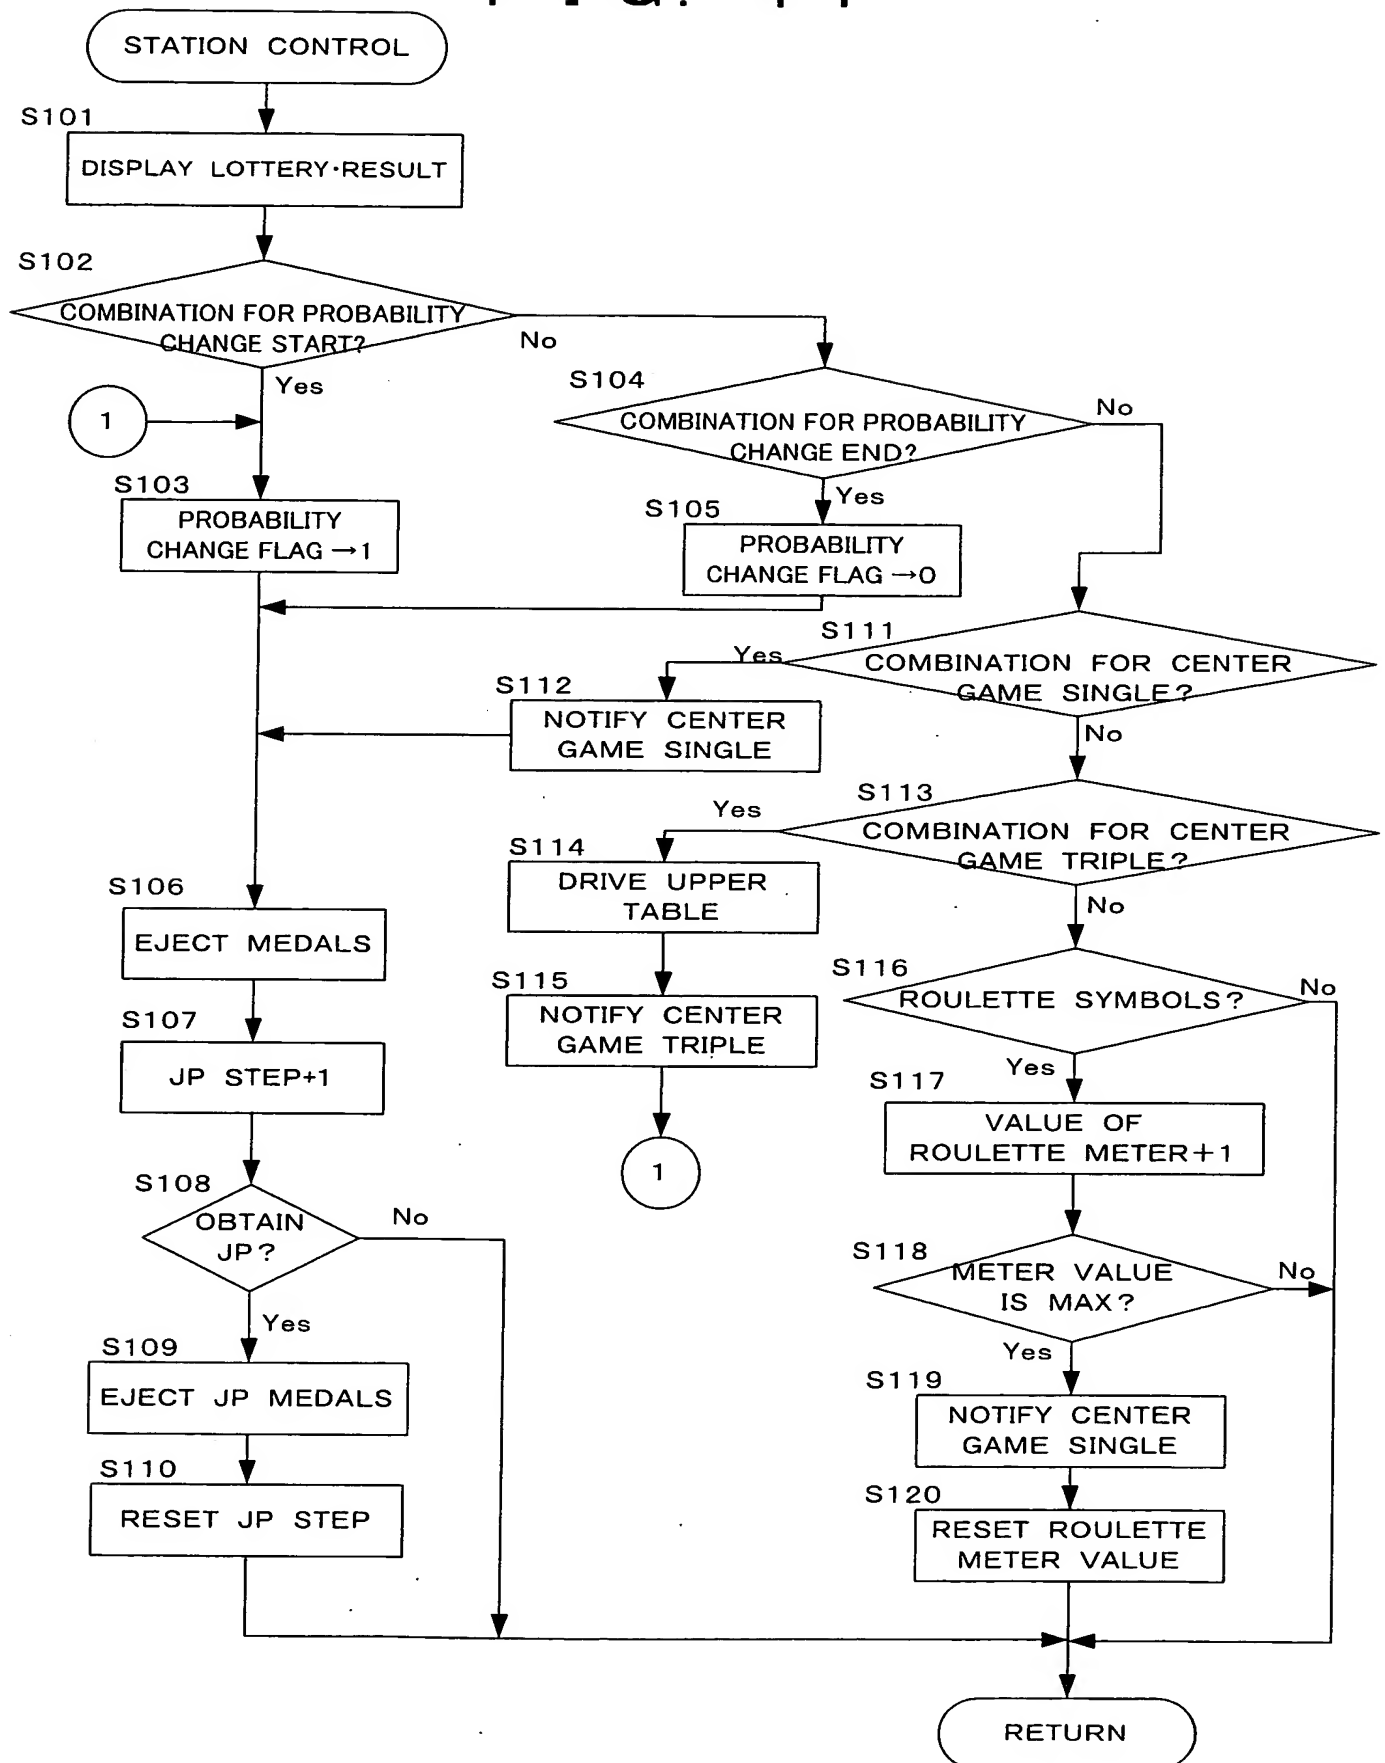 STATION CONTROL
S101
DISPLAY LOTTERY·RESULT
S102
COMBINATION FOR PROBABILITY
CHANGE START?
No
Yes
1
S103
PROBABILITY
CHANGE FLAG→1
S104
COMBINATION FOR PROBABILITY
CHANGE END?
No
Yes
S105
PROBABILITY
CHANGE FLAG→0
S111
COMBINATION FOR CENTER
GAME SINGLE?
Yes
No
S112
NOTIFY CENTER
GAME SINGLE
S113
COMBINATION FOR CENTER
GAME TRIPLE?
Yes
No
S114
DRIVE UPPER
TABLE
S115
NOTIFY CENTER
GAME TRIPLE
1
S106
EJECT MEDALS
S107
JP STEP+1
S108
OBTAIN
JP?
No
Yes
S109
EJECT JP MEDALS
S110
RESET JP STEP
S116
ROULETTE SYMBOLS?
No
Yes
S117
VALUE OF
ROULETTE METER+1
S118
METER VALUE
IS MAX?
No
Yes
S119
NOTIFY CENTER
GAME SINGLE
S120
RESET ROULETTE
METER VALUE
RETURN